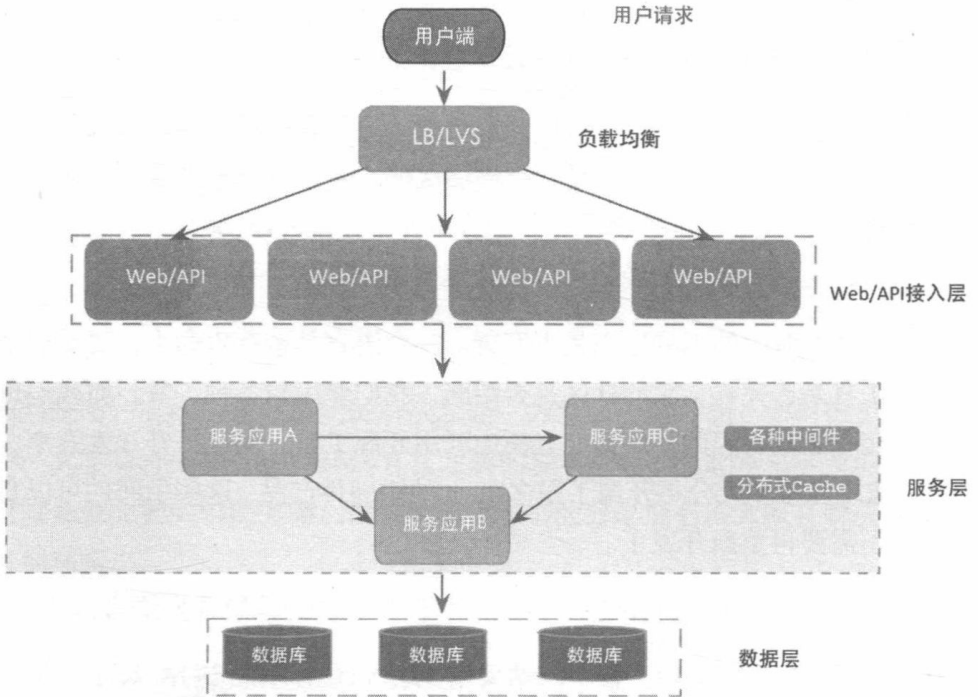 用户请求
用户端
LB/LVS
负载均衡
Web/API
Web/API
Web/API
Web/API
Web/API接入层
服务应用A
服务应用C
各种中间件
分布式Cache
服务层
服务应用B
数据库
数据库
数据库
数据层